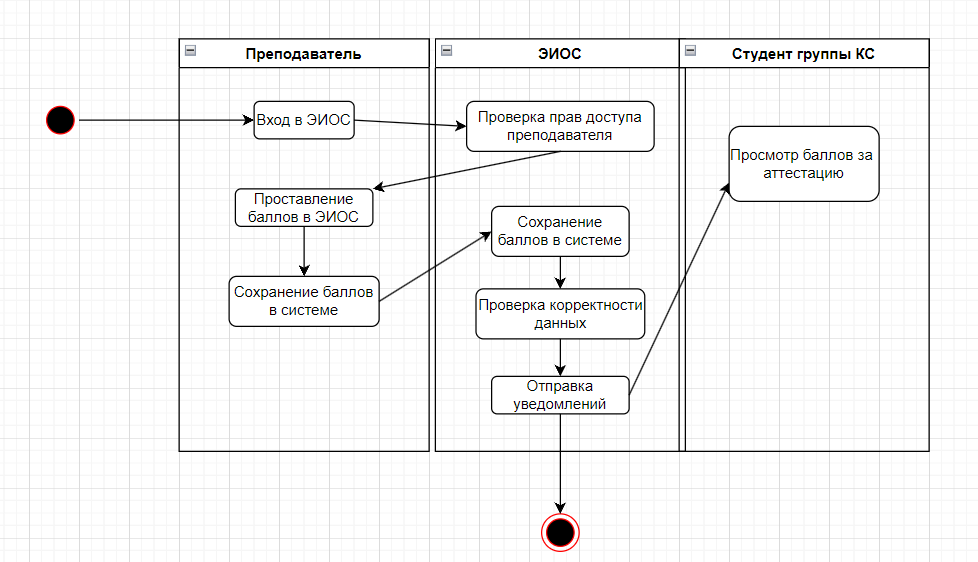 Преподаватель
ЭИОС
Студент группы КС
Вход в ЭИОС
Проверка прав доступа
преподавателя
Просмотр баллов за
аттестацию
Проставление
баллов в ЭИОС
Сохранение
баллов в системе
Сохранение баллов
в системе
Проверка корректности
данных
Отправка
уведомлений